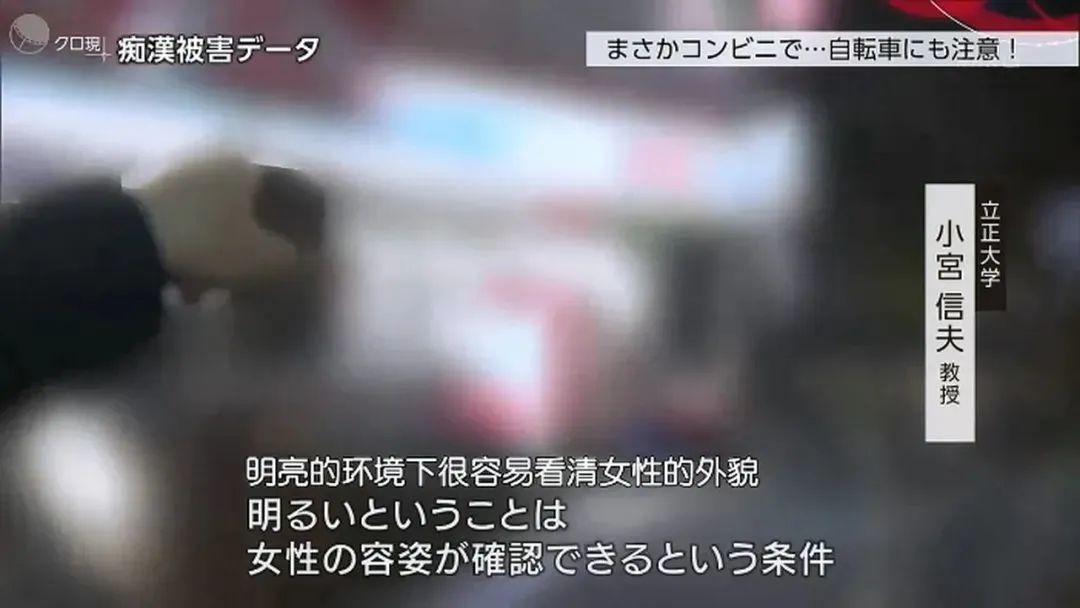 クロ現
痴漢被害データ
まさかコンビニで…自転車にも注意!
立正大学
小宮 信夫 教授
明亮的环境下很容易看清女性的外貌
明るいということは
女性の容姿が確認できるという条件